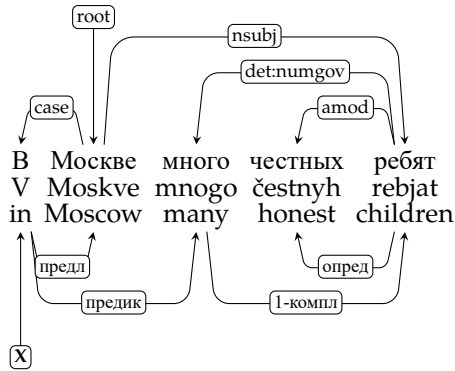 root
nsubj
det:numgov
case amod
В Москве много честных ребят
V Moskve mnogo čestnyh rebjat
in Moscow many honest children
предл опред
предик 1-компл
X